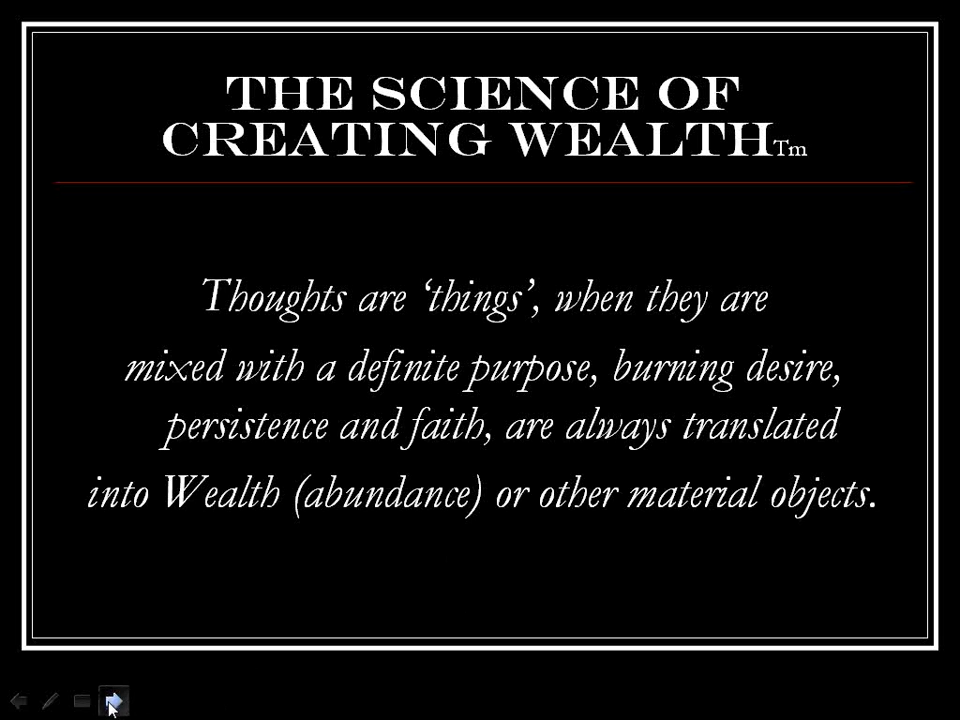 THE SCIENCE OF
CREATING WEALTHTm
Thoughts are ‘things’, when they are
mixed with a definite purpose, burning desire,
persistence and faith, are always translated
into Wealth (abundance) or other material objects.